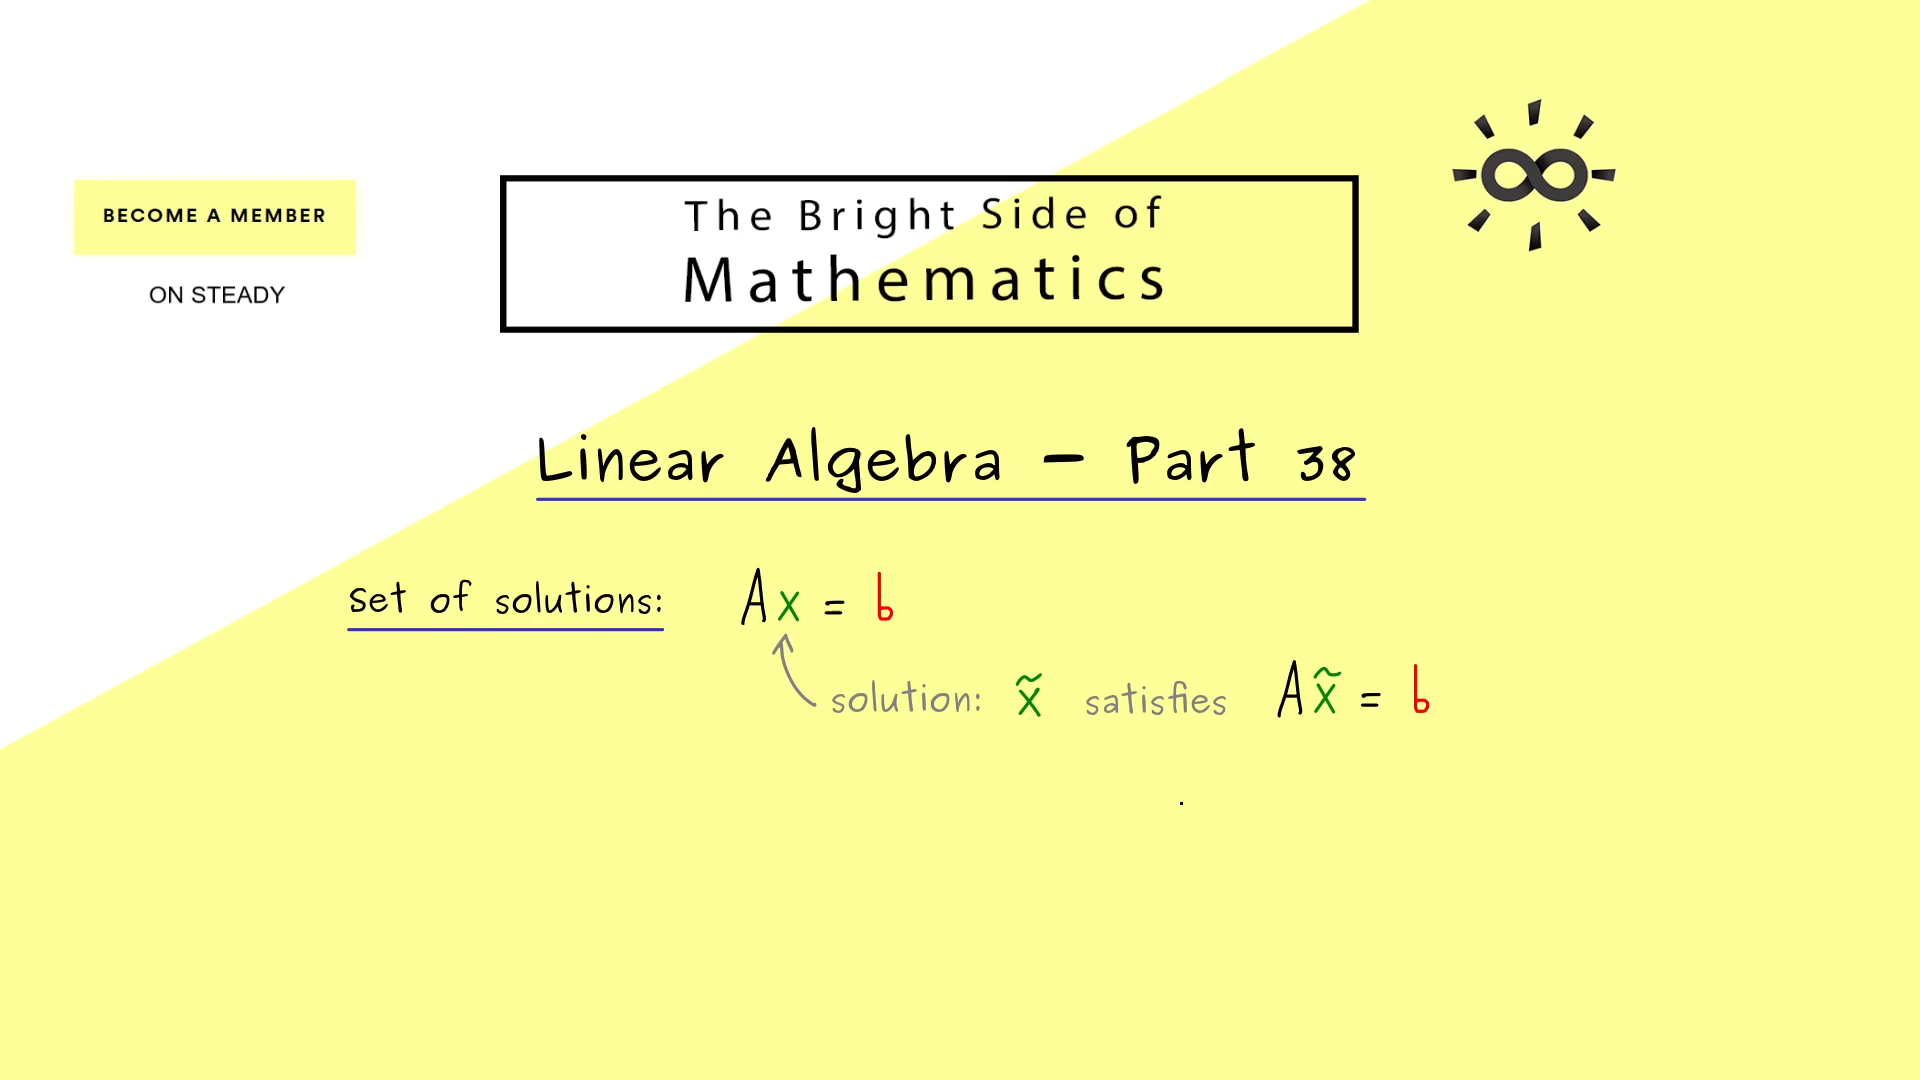 BECOME A MEMBER
ON STEADY
The Bright Side of
Mathematics
Linear Algebra – Part 38
Set of solutions: Ax = b
solution: x̃ satisfies Ax̃ = b